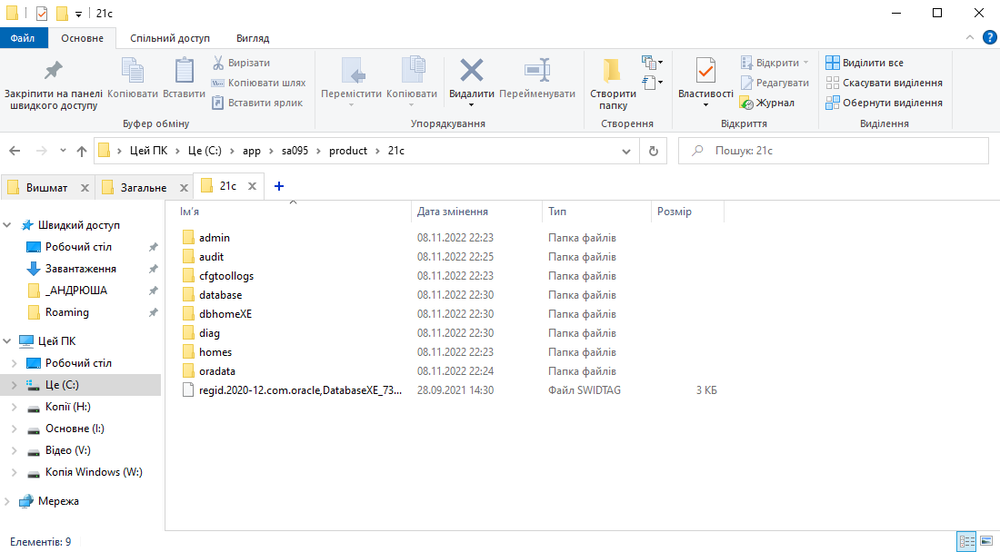 21c
Файл Основне Спільний доступ Вигляд
Закріпити на панелі швидкого доступу
Копіювати
Вставити
Вирізати
Копіювати шлях
Вставити ярлик
Буфер обміну
Перемістити
Копіювати
Видалити
Перейменувати
Упорядкування
Створити папку
Створення
Властивості
Відкрити
Редагувати
Журнал
Відкриття
Виділити все
Скасувати виділення
Обернути виділення
Виділення
Цей ПК Це (C:) app sa095 product 21c
Пошук: 21c
Вишмат Загальне 21c
Швидкий доступ
Робочий стіл
Завантаження
_АНДРЮША
Roaming
Цей ПК
Робочий стіл
Це (C:)
Копії (H:)
Основне (I:)
Відео (V:)
Копія Windows (W:)
Мережа
Ім'я Дата змінення Тип Розмір
admin 08.11.2022 22:23 Папка файлів
audit 08.11.2022 22:25 Папка файлів
cfgtoollogs 08.11.2022 22:23 Папка файлів
database 08.11.2022 22:30 Папка файлів
dbhomeXE 08.11.2022 22:30 Папка файлів
diag 08.11.2022 22:30 Папка файлів
homes 08.11.2022 22:23 Папка файлів
oradata 08.11.2022 22:24 Папка файлів
regid.2020-12.com.oracle,DatabaseXE_73... 28.09.2021 14:30 Файл SWIDTAG 3 КБ
Елементів: 9